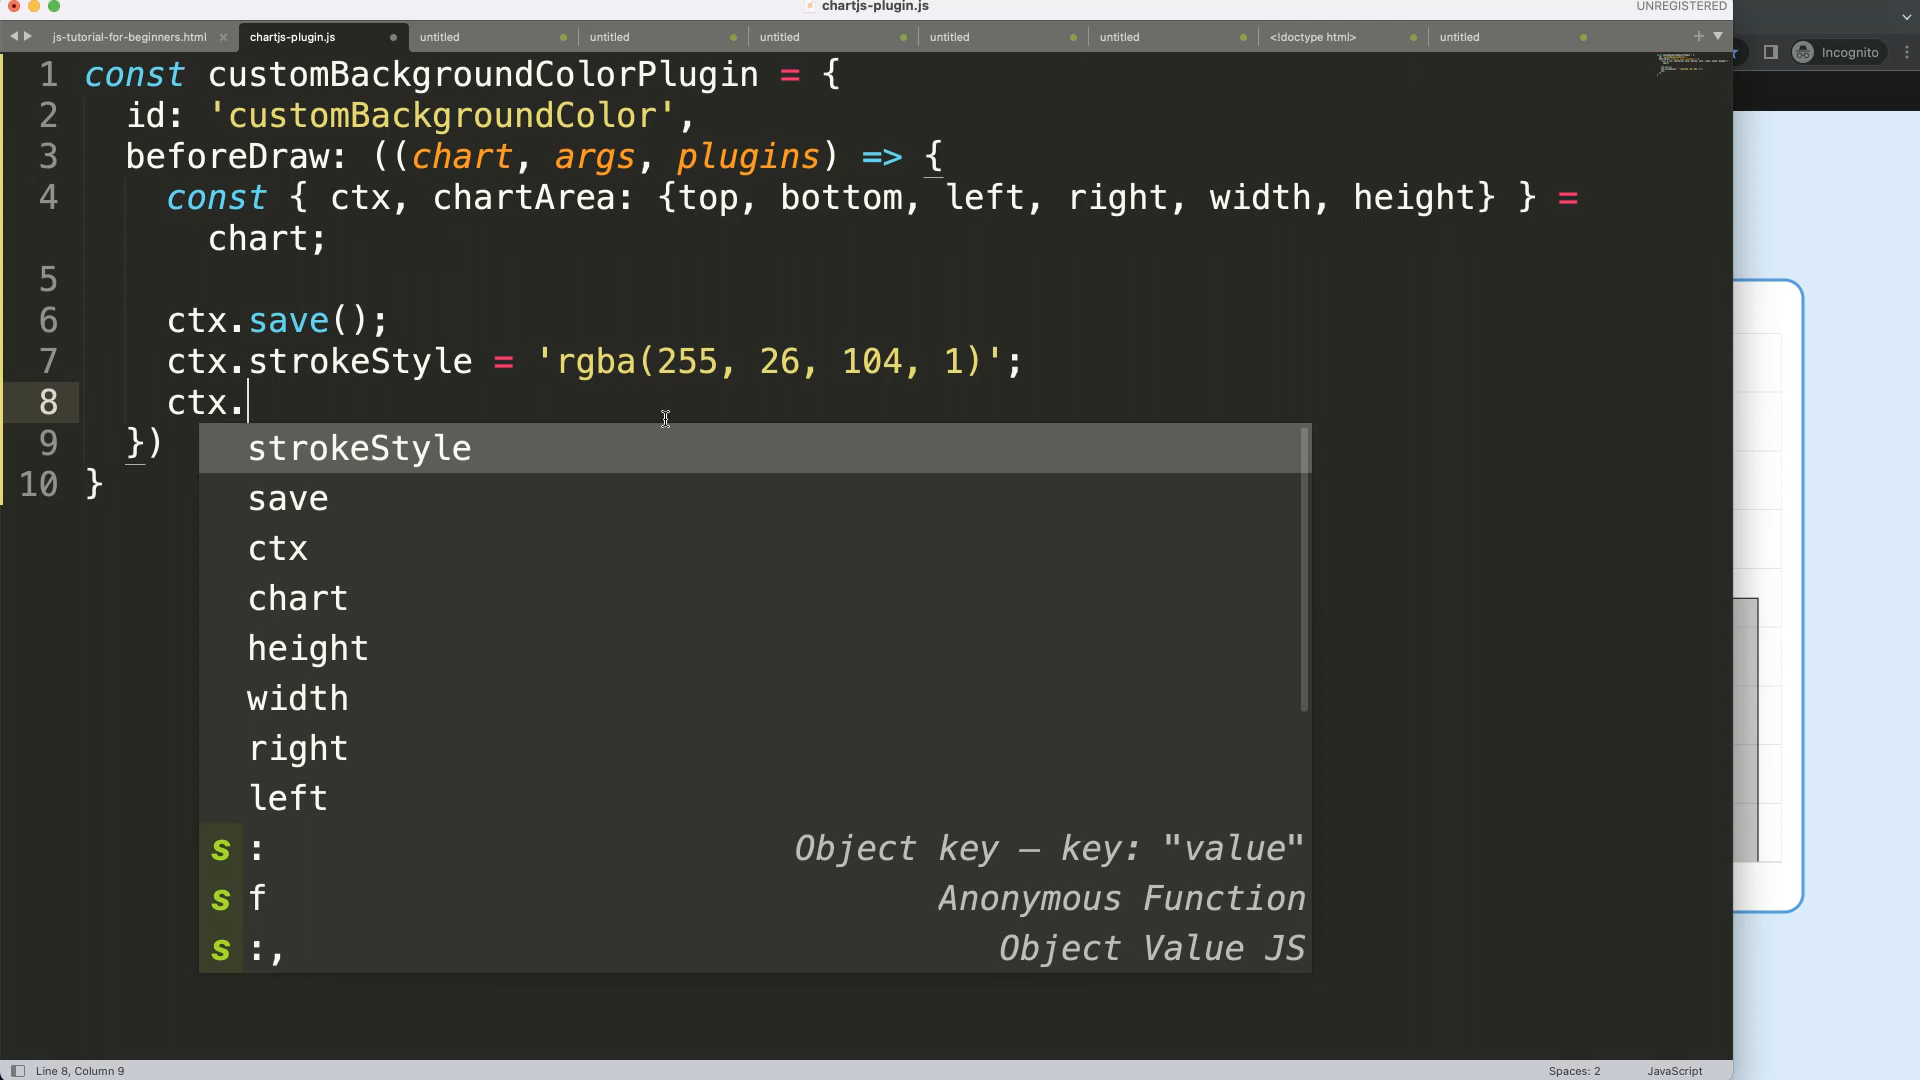 chartjs-plugin.js
UNREGISTERED
js-tutorial-for-beginners.html × chartjs-plugin.js untitled untitled untitled untitled untitled <!doctype html> untitled
Incognito
1 const customBackgroundColorPlugin = {
2 id: 'customBackgroundColor',
3 beforeDraw: ((chart, args, plugins) => {
4 const { ctx, chartArea: {top, bottom, left, right, width, height} } =
chart;
5
6 ctx.save();
7 ctx.strokeStyle = 'rgba(255, 26, 104, 1)';
8 ctx.
9 })
10 }
strokeStyle
save
ctx
chart
height
width
right
left
s : Object key — key: "value"
s f Anonymous Function
s :, Object Value JS
Line 8, Column 9
Spaces: 2
JavaScript